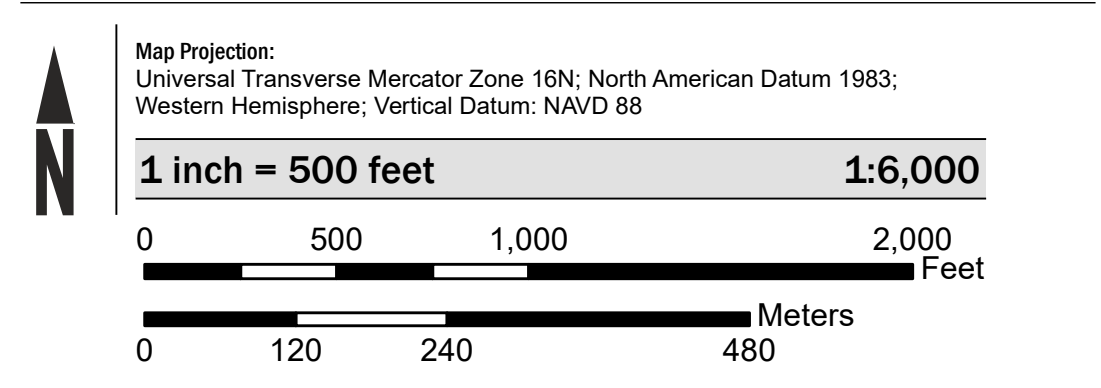 Map Projection:
Universal Transverse Mercator Zone 16N; North American Datum 1983;
Western Hemisphere; Vertical Datum: NAVD 88
N
1 inch = 500 feet 1:6,000
0 500 1,000 2,000
Feet
Meters
0 120 240 480